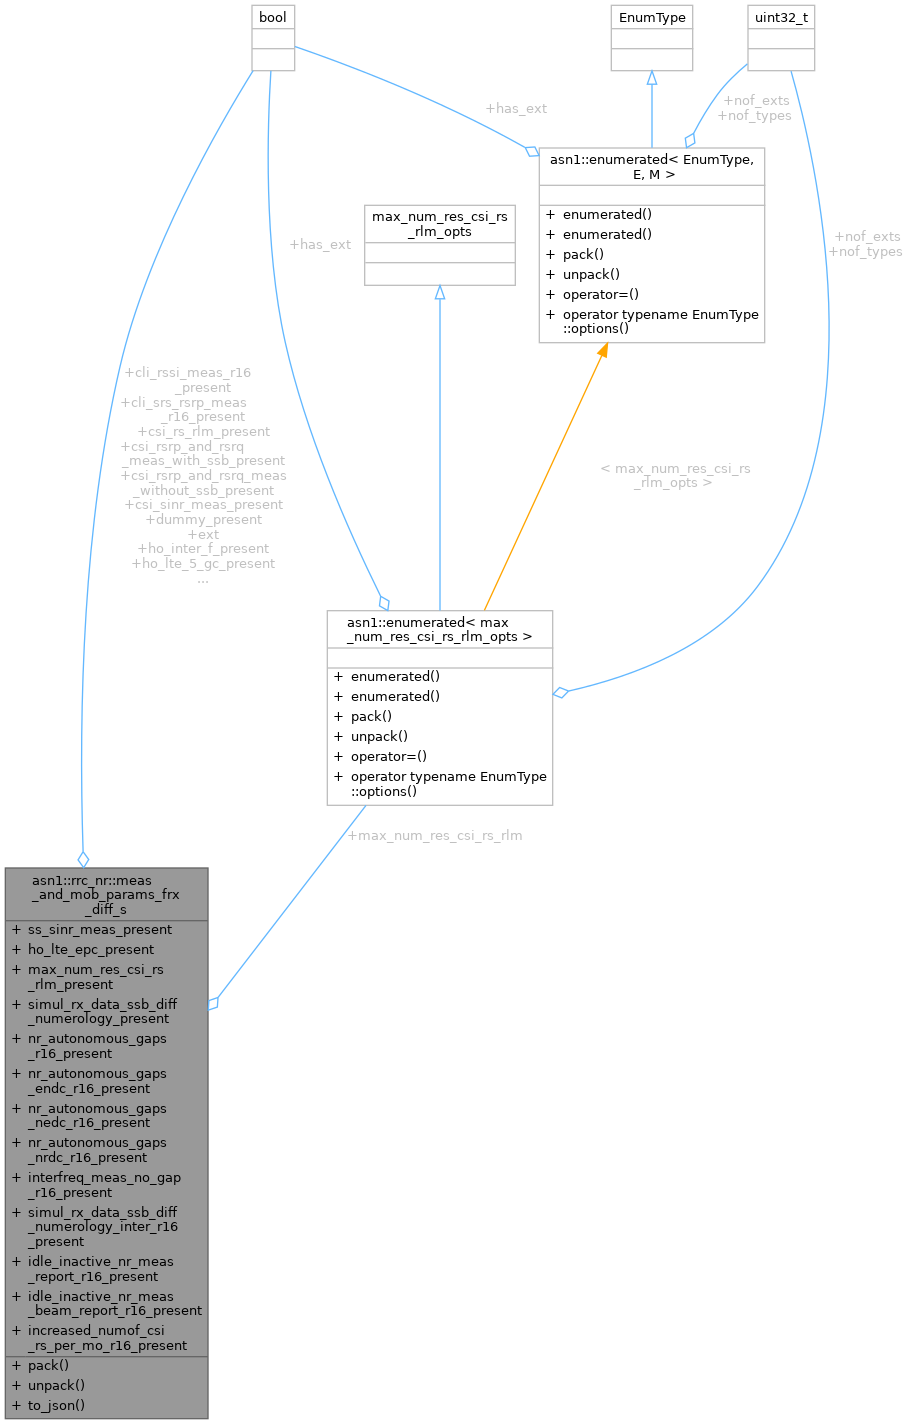 bool
EnumType
uint32_t
+has_ext
+nof_exts
+nof_types
asn1::enumerated< EnumType,
E, M >
+ enumerated()
+ enumerated()
+ pack()
+ unpack()
+ operator=()
+ operator typename EnumType
::options()
max_num_res_csi_rs
_rlm_opts
+has_ext
+nof_exts
+nof_types
+cli_rssi_meas_r16
_present
+cli_srs_rsrp_meas
_r16_present
+csi_rs_rlm_present
+csi_rsrp_and_rsrq
_meas_with_ssb_present
+csi_rsrp_and_rsrq_meas
_without_ssb_present
+csi_sinr_meas_present
+dummy_present
+ext
+ho_inter_f_present
+ho_lte_5_gc_present
...
< max_num_res_csi_rs
_rlm_opts >
asn1::enumerated< max
_num_res_csi_rs_rlm_opts >
+ enumerated()
+ enumerated()
+ pack()
+ unpack()
+ operator=()
+ operator typename EnumType
::options()
+max_num_res_csi_rs_rlm
asn1::rrc_nr::meas
_and_mob_params_frx
_diff_s
+ ss_sinr_meas_present
+ ho_lte_epc_present
+ max_num_res_csi_rs
_rlm_present
+ simul_rx_data_ssb_diff
_numerology_present
+ nr_autonomous_gaps
_r16_present
+ nr_autonomous_gaps
_endc_r16_present
+ nr_autonomous_gaps
_nedc_r16_present
+ nr_autonomous_gaps
_nrdc_r16_present
+ interfreq_meas_no_gap
_r16_present
+ simul_rx_data_ssb_diff
_numerology_inter_r16
_present
+ idle_inactive_nr_meas
_report_r16_present
+ idle_inactive_nr_meas
_beam_report_r16_present
+ increased_numof_csi
_rs_per_mo_r16_present
+ pack()
+ unpack()
+ to_json()